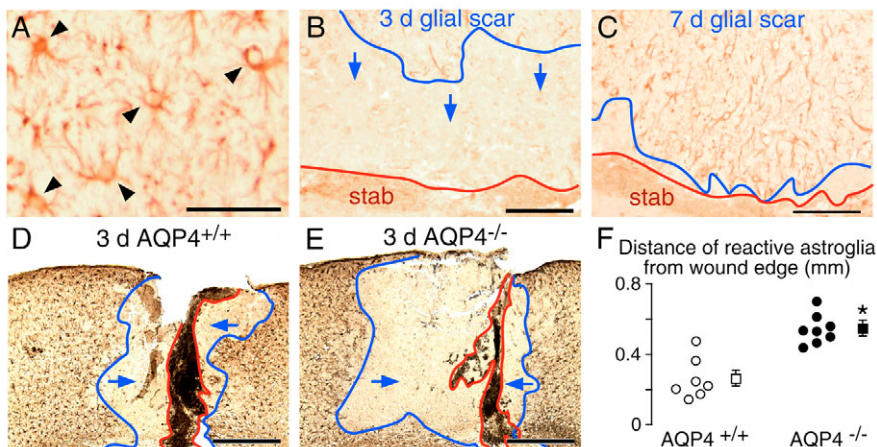 A
B
3 d glial scar
stab
C
7 d glial scar
stab
D
3 d AQP4+/+
E
3 d AQP4-/-
F
Distance of reactive astroglia
from wound edge (mm)
0.8
0.4
0
*
AQP4 +/+
AQP4 -/-